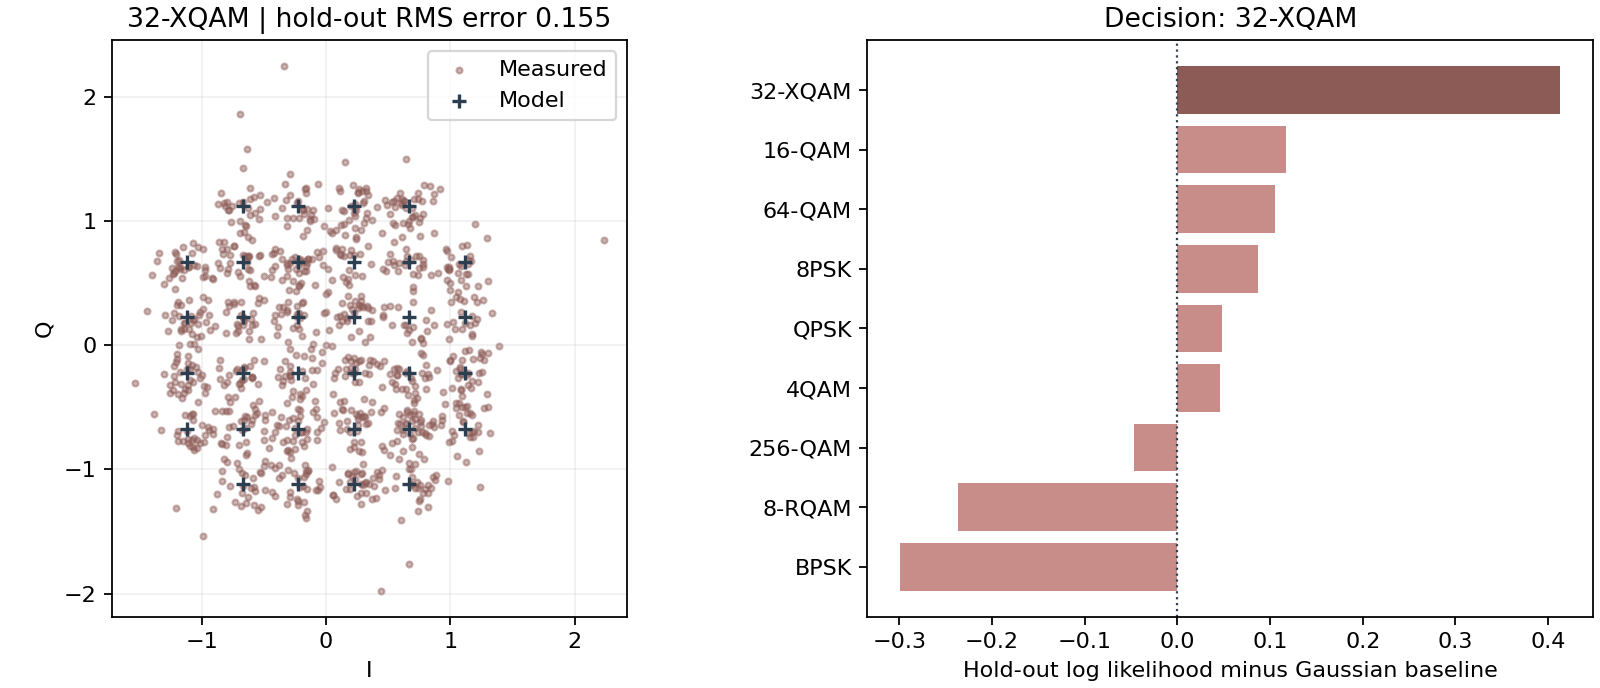 32-XQAM | hold-out RMS error 0.155
Measured
Model
2
1
0
−1
−2
Q
−1
0
1
2
I
Decision: 32-XQAM
32-XQAM
16-QAM
64-QAM
8PSK
QPSK
4QAM
256-QAM
8-RQAM
BPSK
−0.3
−0.2
−0.1
0.0
0.1
0.2
0.3
0.4
Hold-out log likelihood minus Gaussian baseline